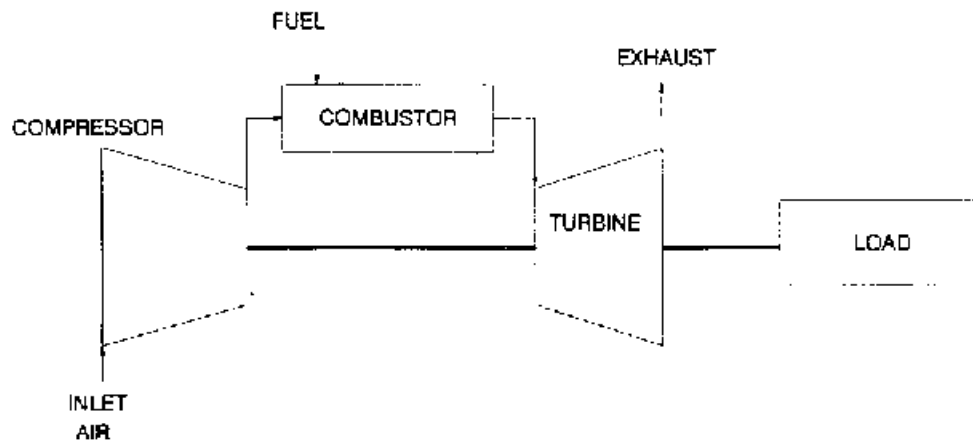 FUEL
EXHAUST
COMBUSTOR
COMPRESSOR
TURBINE
LOAD
INLET
AIR